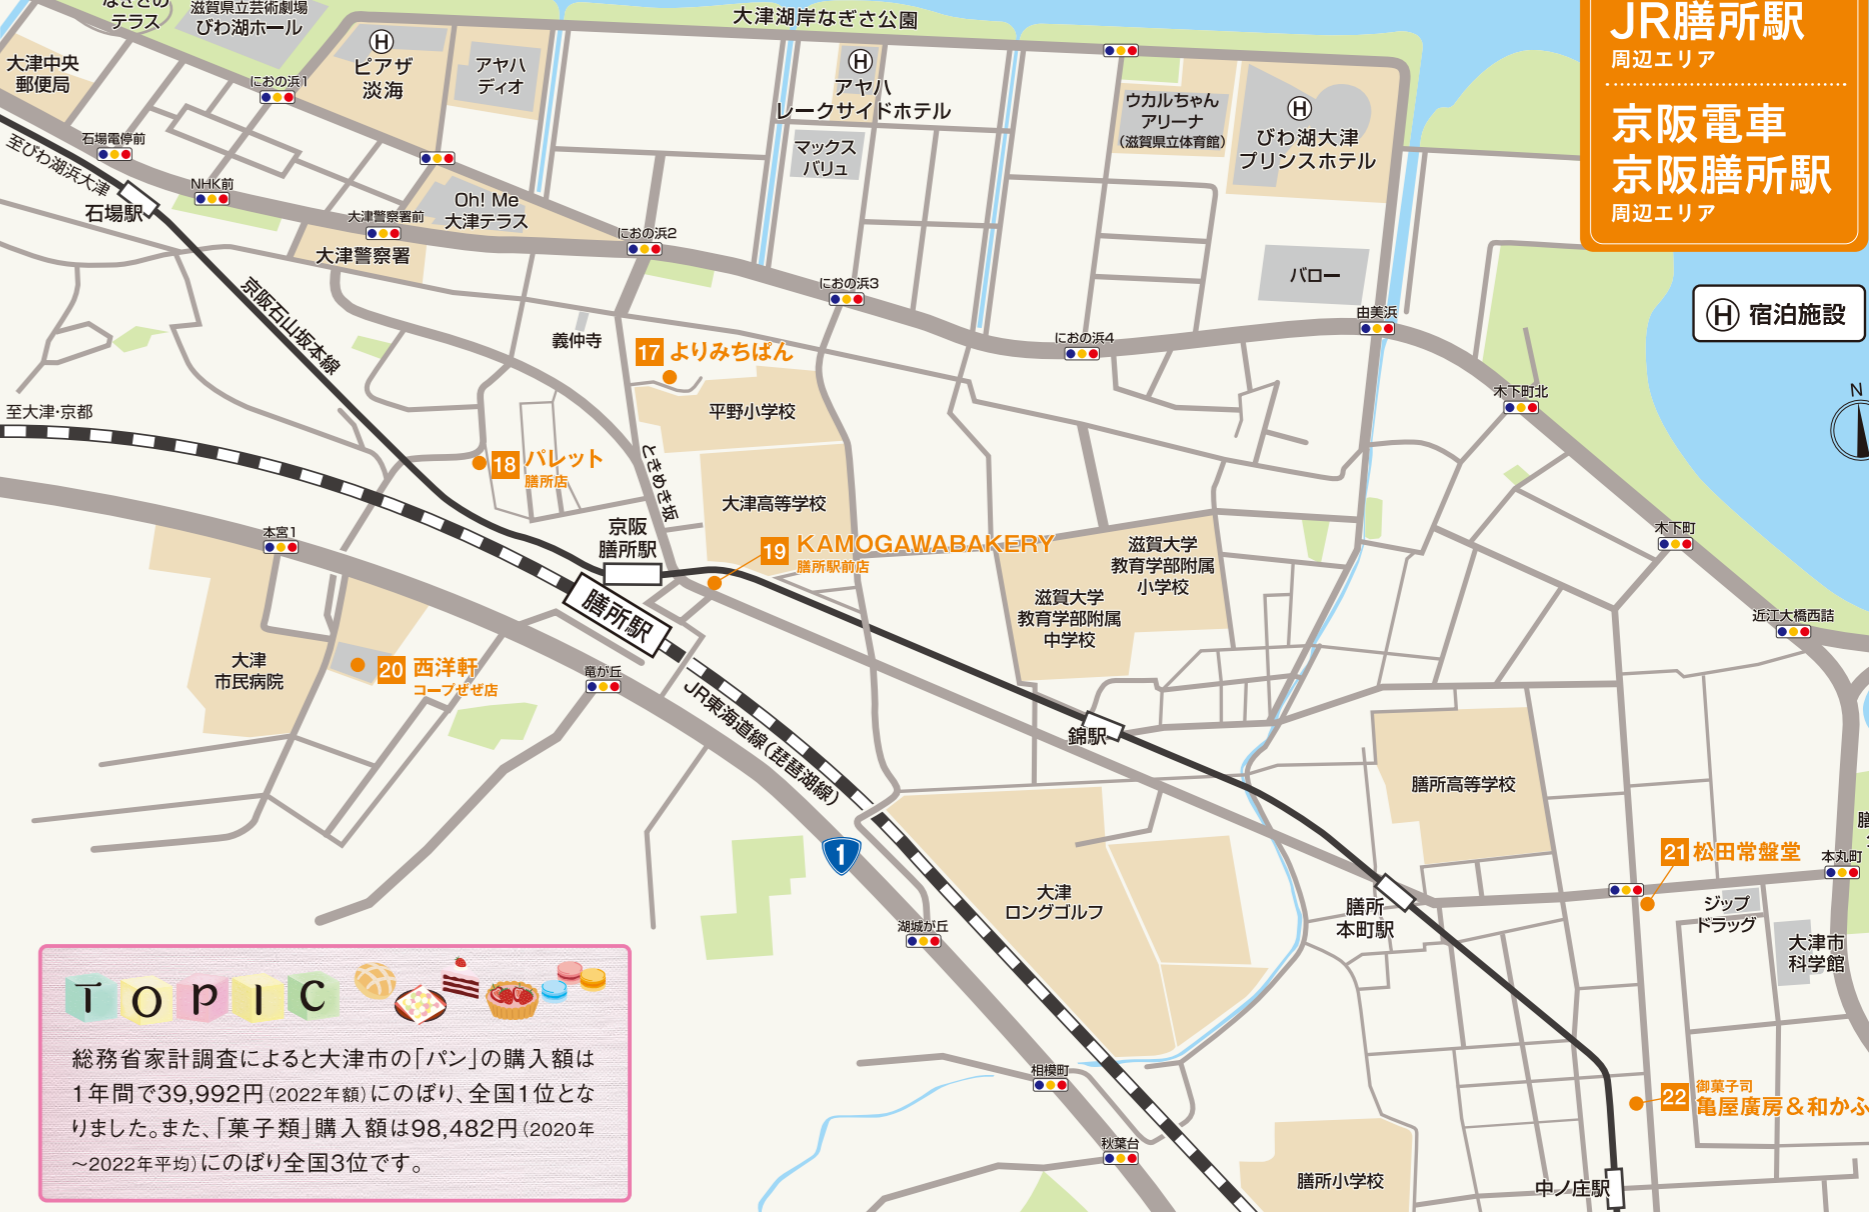 なぎさの
テラス
滋賀県立芸術劇場
びわ湖ホール
大津湖岸なぎさ公園
JR膳所駅
周辺エリア
京阪電車
京阪膳所駅
周辺エリア
大津中央
郵便局
におの浜1
H
ピアザ
淡海
アヤハ
ディオ
H
アヤハ
レークサイドホテル
マックス
バリュ
ウカルちゃん
アリーナ
(滋賀県立体育館)
H
びわ湖大津
プリンスホテル
石場電停前
至びわ湖浜大津
石場駅
NHK前
Oh! Me
大津テラス
大津警察署前
大津警察署
におの浜2
におの浜3
におの浜4
バロー
由美浜
H 宿泊施設
N
京阪石山坂本線
義仲寺
17 よりみちぱん
平野小学校
木下町北
至大津・京都
18 パレット
膳所店
ときめき坂
大津高等学校
本宮1
京阪
膳所駅
19 KAMOGAWABAKERY
膳所駅前店
滋賀大学
教育学部附属
小学校
滋賀大学
教育学部附属
中学校
木下町
近江大橋西詰
膳所駅
大津
市民病院
20 西洋軒
コープぜぜ店
竜が丘
JR東海道線(琵琶湖線)
錦駅
膳所高等学校
1
21 松田常盤堂
本丸町
大津
ロングゴルフ
膳所
本町駅
ジップ
ドラッグ
大津市
科学館
湖城が丘
TOPIC
総務省家計調査によると大津市の「パン」の購入額は
1年間で39,992円(2022年額)にのぼり、全国1位とな
りました。また、「菓子類」購入額は98,482円(2020年
～2022年平均)にのぼり全国3位です。
相模町
22 御菓子司
亀屋廣房&和かふ
秋葉台
膳所小学校
中ノ庄駅